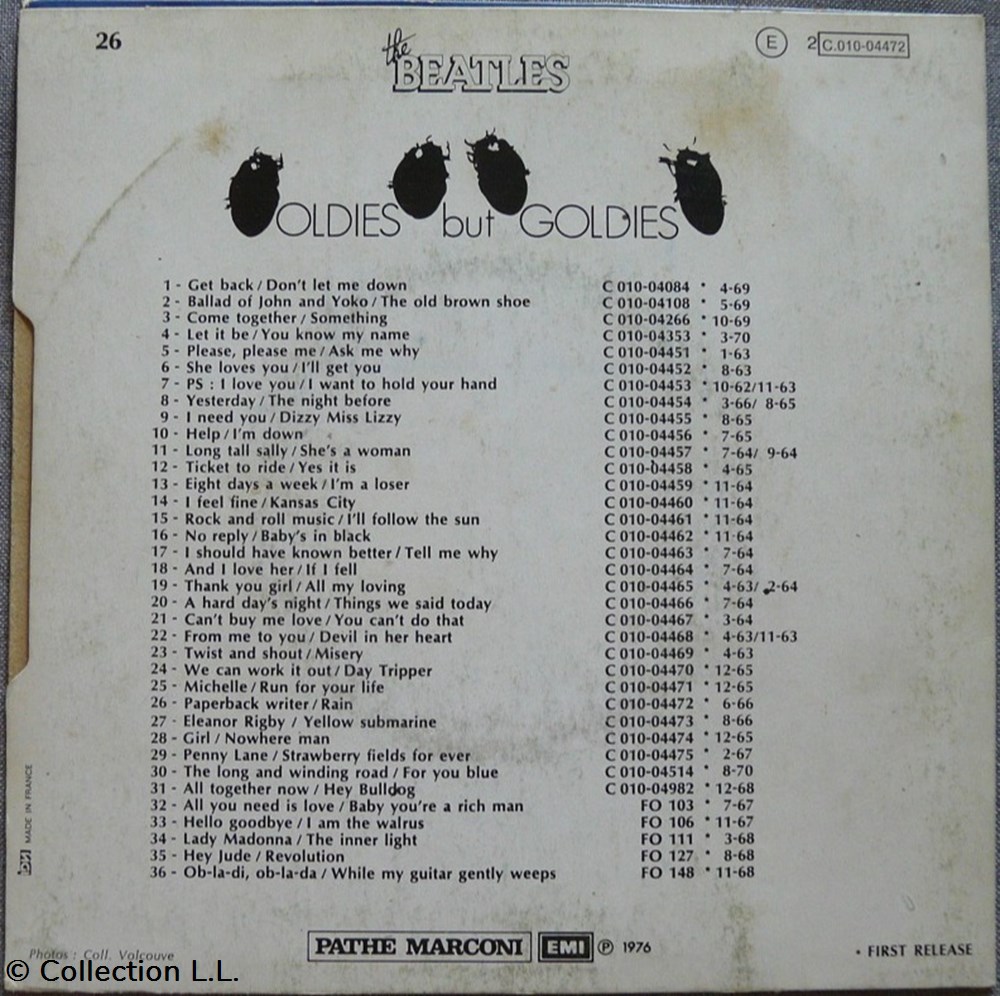 26
the BEATLES
E 2 C.010-04472
OLDIES but GOLDIES
1 - Get back / Don't let me down C 010-04084 * 4-69
2 - Ballad of John and Yoko / The old brown shoe C 010-04108 * 5-69
3 - Come together / Something C 010-04266 * 10-69
4 - Let it be / You know my name C 010-04353 * 3-70
5 - Please, please me / Ask me why C 010-04451 * 1-63
6 - She loves you / I'll get you C 010-04452 * 8-63
7 - PS : I love you / I want to hold your hand C 010-04453 * 10-62/11-63
8 - Yesterday / The night before C 010-04454 * 3-66/ 8-65
9 - I need you / Dizzy Miss Lizzy C 010-04455 * 8-65
10 - Help / I'm down C 010-04456 * 7-65
11 - Long tall sally / She's a woman C 010-04457 * 7-64/ 9-64
12 - Ticket to ride / Yes it is C 010-04458 * 4-65
13 - Eight days a week / I'm a loser C 010-04459 * 11-64
14 - I feel fine / Kansas City C 010-04460 * 11-64
15 - Rock and roll music / I'll follow the sun C 010-04461 * 11-64
16 - No reply / Baby's in black C 010-04462 * 11-64
17 - I should have known better / Tell me why C 010-04463 * 7-64
18 - And I love her / If I fell C 010-04464 * 7-64
19 - Thank you girl / All my loving C 010-04465 * 4-63/ 2-64
20 - A hard day's night / Things we said today C 010-04466 * 7-64
21 - Can't buy me love / You can't do that C 010-04467 * 3-64
22 - From me to you / Devil in her heart C 010-04468 * 4-63/11-63
23 - Twist and shout / Misery C 010-04469 * 4-63
24 - We can work it out / Day Tripper C 010-04470 * 12-65
25 - Michelle / Run for your life C 010-04471 * 12-65
26 - Paperback writer / Rain C 010-04472 * 6-66
27 - Eleanor Rigby / Yellow submarine C 010-04473 * 8-66
28 - Girl / Nowhere man C 010-04474 * 12-65
29 - Penny Lane / Strawberry fields for ever C 010-04475 * 2-67
30 - The long and winding road / For you blue C 010-04514 * 8-70
31 - All together now / Hey Bulldog C 010-04982 * 12-68
32 - All you need is love / Baby you're a rich man FO 103 * 7-67
33 - Hello goodbye / I am the walrus FO 106 * 11-67
34 - Lady Madonna / The inner light FO 111 * 3-68
35 - Hey Jude / Revolution FO 127 * 8-68
36 - Ob-la-di, ob-la-da / While my guitar gently weeps FO 148 * 11-68
MADE IN FRANCE
Photos : Coll. Volcouve
PATHE MARCONI EMI ℗ 1976
* FIRST RELEASE
© Collection L.L.